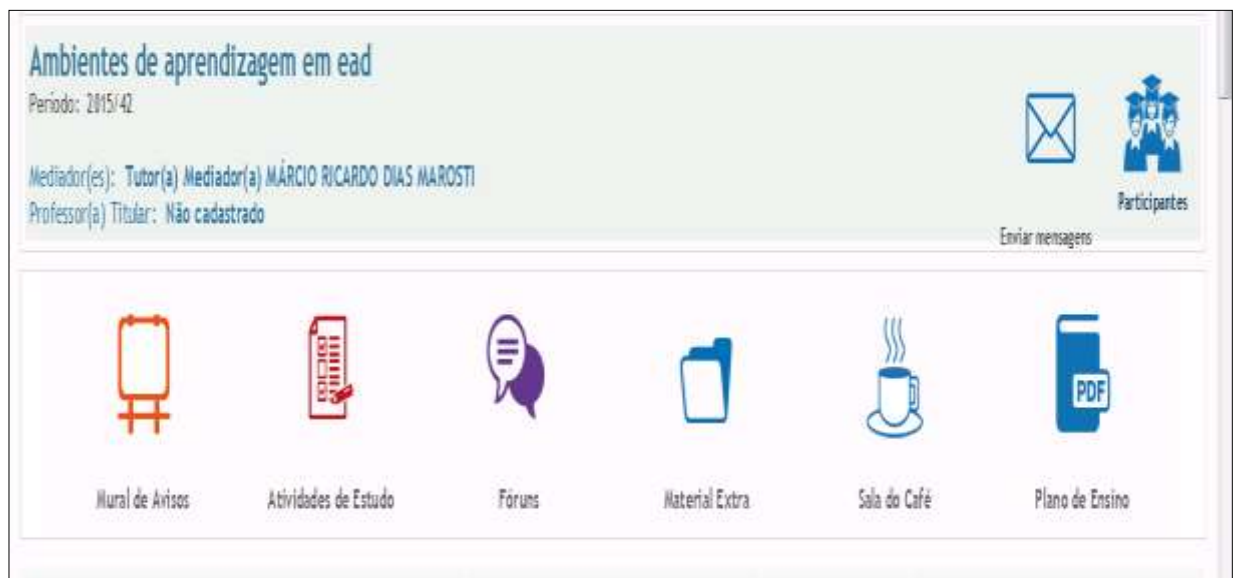 Ambientes de aprendizagem em ead
Período: 2015/42
Mediador(es): Tutor(a) Mediador(a) MÁRCIO RICARDO DIAS MAROSTI
Professor(a) Titular: Não cadastrado
Participantes
Enviar mensagens
PDF
Mural de Avisos
Atividades de Estudo
Fóruns
Material Extra
Sala do Café
Plano de Ensino